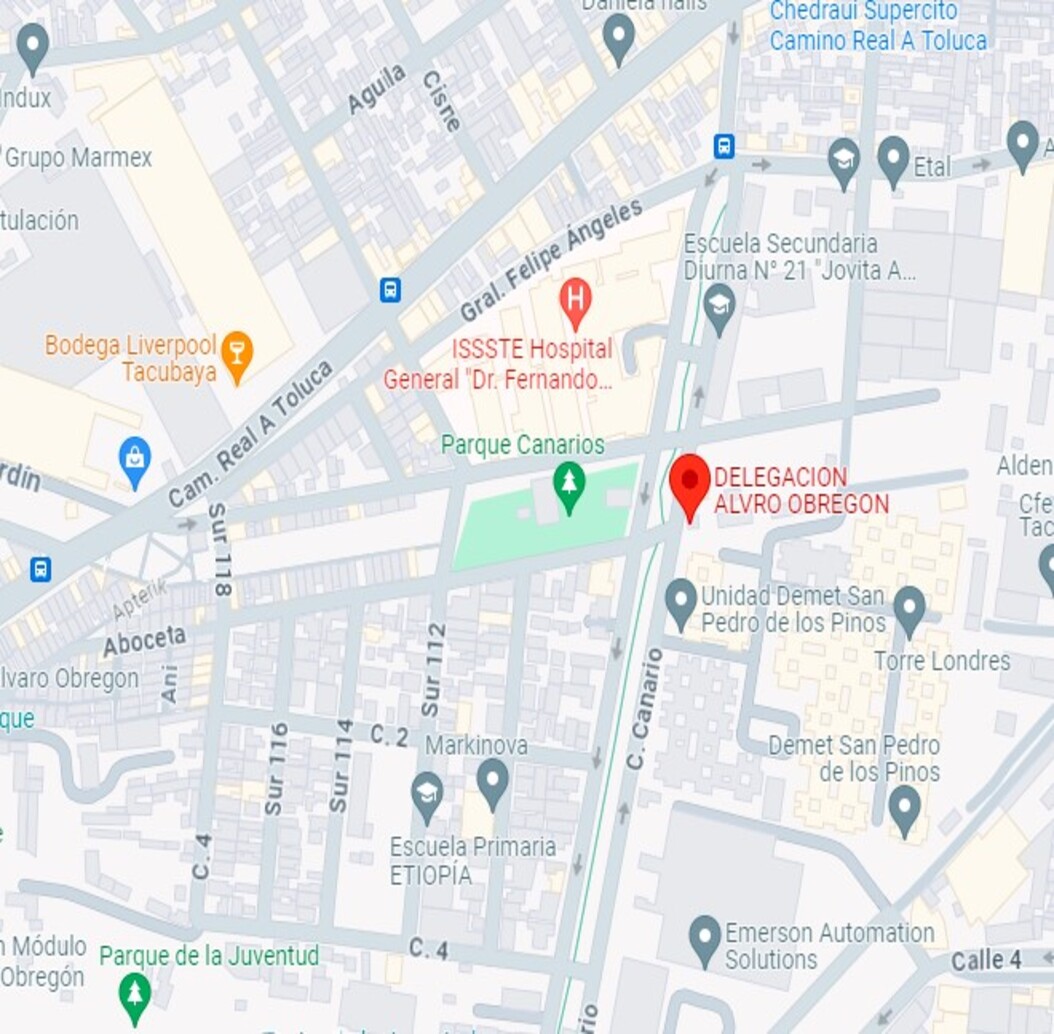 Daniela nails
Chedraui Supercito
Camino Real A Toluca
Indux
Aguila
Cisne
Grupo Marmex
Etal
A
tulación
Gral. Felipe Ángeles
Escuela Secundaria
Diurna N° 21 "Jovita A...
H
Bodega Liverpool
Tacubaya
ISSSTE Hospital
General "Dr. Fernando...
Cam. Real A Toluca
Parque Canarios
rdín
DELEGACION
ALVRO OBREGON
Alden
Cfe
Tac
Sur 118
Apterik
Aboceta
Unidad Demet San
Pedro de los Pinos
Ani
Sur 112
Torre Londres
lvaro Obregon
que
C. Canario
Sur 116
Sur 114
C. 2
Markinova
Demet San Pedro
de los Pinos
C. 4
Escuela Primaria
ETIOPÍA
e
n Módulo
Obregón
Parque de la Juventud
C. 4
Emerson Automation
Solutions
Calle 4
rio